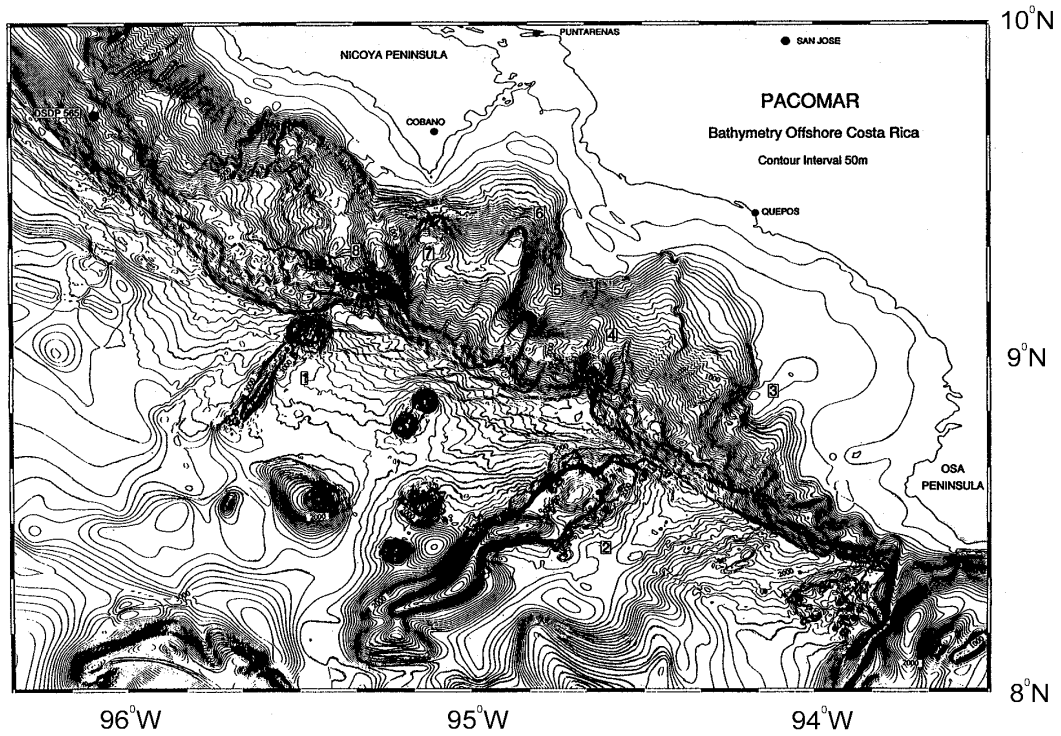 10°N
PUNTARENAS
SAN JOSE
NICOYA PENINSULA
PACOMAR
DSDP 565
COBANO
Bathymetry Offshore Costa Rica
Contour Interval 50m
6
QUEPOS
7
8
5
4
9°N
1
3
OSA
PENINSULA
2
2000
2000
8°N
96°W
95°W
94°W